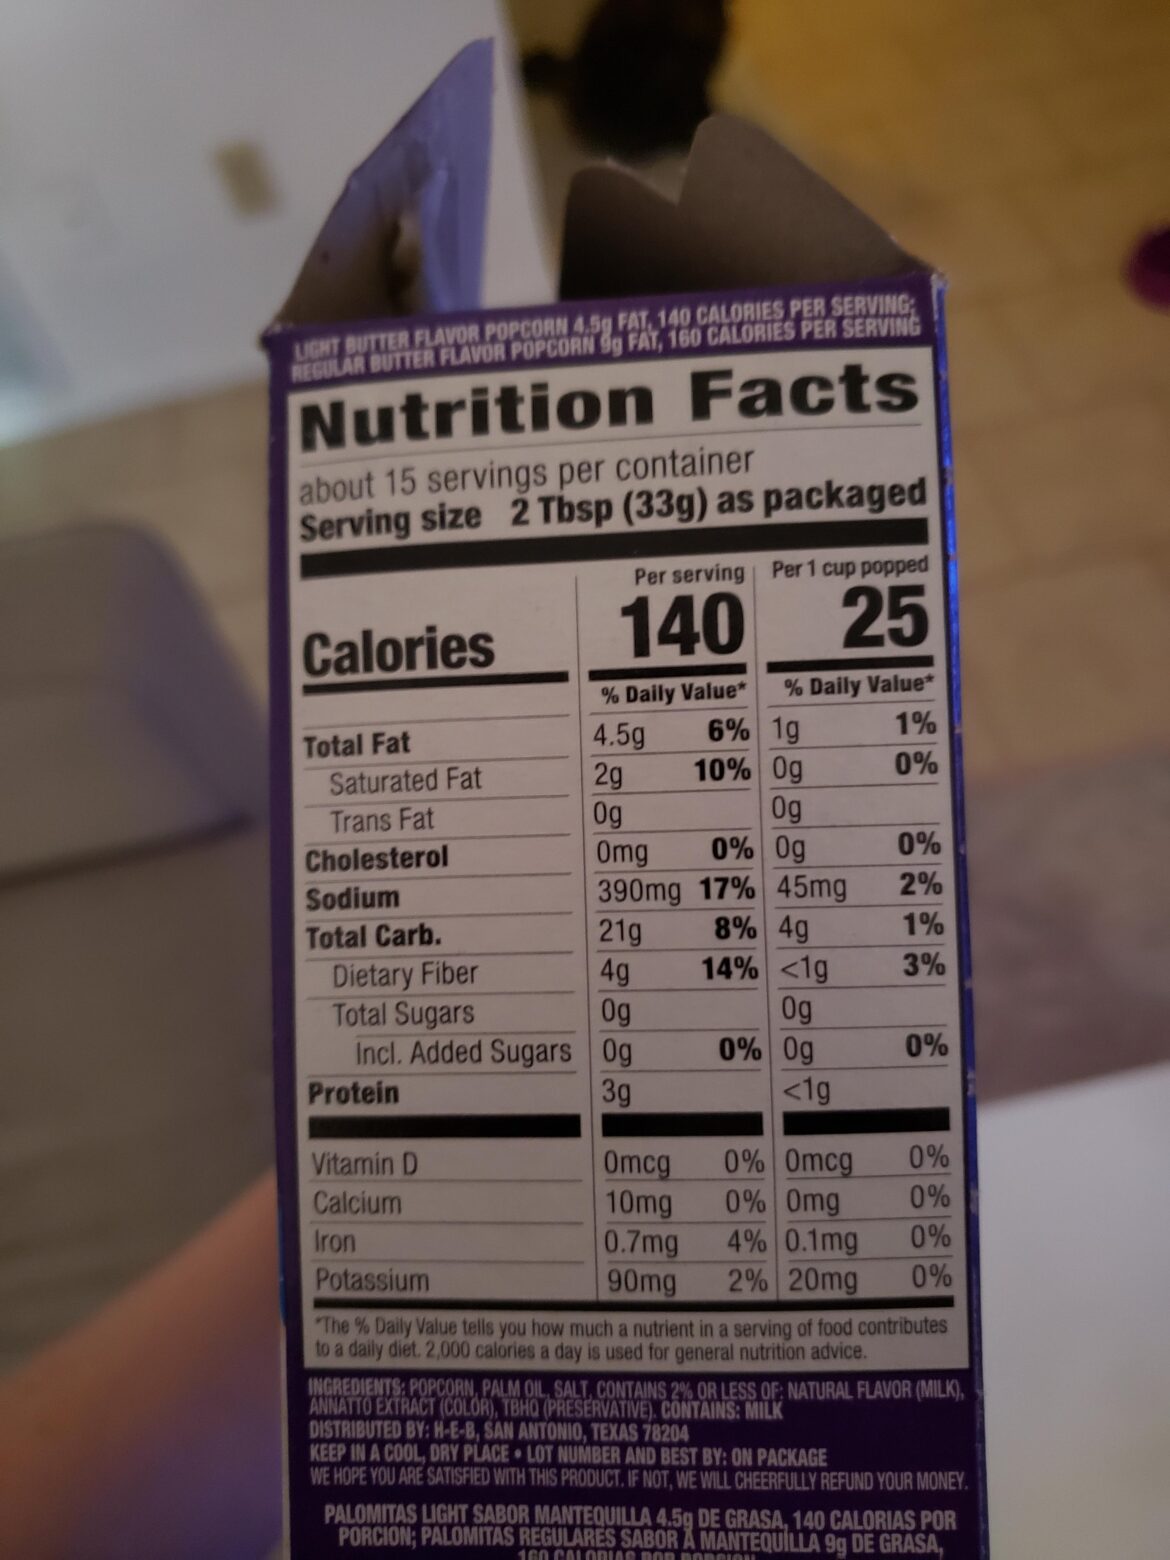 LIGHT BUTTER FLAVOR POPCORN 4.5g FAT, 140 CALORIES PER SERVING;
REGULAR BUTTER FLAVOR POPCORN 9g FAT, 160 CALORIES PER SERVING
Nutrition Facts
about 15 servings per container
Serving size 2 Tbsp (33g) as packaged
Per serving Per 1 cup popped
Calories 140 25
% Daily Value* % Daily Value*
Total Fat 4.5g 6% 1g 1%
Saturated Fat 2g 10% 0g 0%
Trans Fat 0g 0g
Cholesterol 0mg 0% 0g 0%
Sodium 390mg 17% 45mg 2%
Total Carb. 21g 8% 4g 1%
Dietary Fiber 4g 14% <1g 3%
Total Sugars 0g 0g
Incl. Added Sugars 0g 0% 0g 0%
Protein 3g <1g
Vitamin D 0mcg 0% 0mcg 0%
Calcium 10mg 0% 0mg 0%
Iron 0.7mg 4% 0.1mg 0%
Potassium 90mg 2% 20mg 0%
*The % Daily Value tells you how much a nutrient in a serving of food contributes
to a daily diet. 2,000 calories a day is used for general nutrition advice.
INGREDIENTS: POPCORN, PALM OIL, SALT, CONTAINS 2% OR LESS OF: NATURAL FLAVOR (MILK),
ANNATTO EXTRACT (COLOR), TBHQ (PRESERVATIVE). CONTAINS: MILK
DISTRIBUTED BY: H-E-B, SAN ANTONIO, TEXAS 78204
KEEP IN A COOL, DRY PLACE • LOT NUMBER AND BEST BY: ON PACKAGE
WE HOPE YOU ARE SATISFIED WITH THIS PRODUCT. IF NOT, WE WILL CHEERFULLY REFUND YOUR MONEY.
PALOMITAS LIGHT SABOR MANTEQUILLA 4.5g DE GRASA, 140 CALORIAS POR
PORCION; PALOMITAS REGULARES SABOR A MANTEQUILLA 9g DE GRASA,
160 CALORIAS POR PORCION